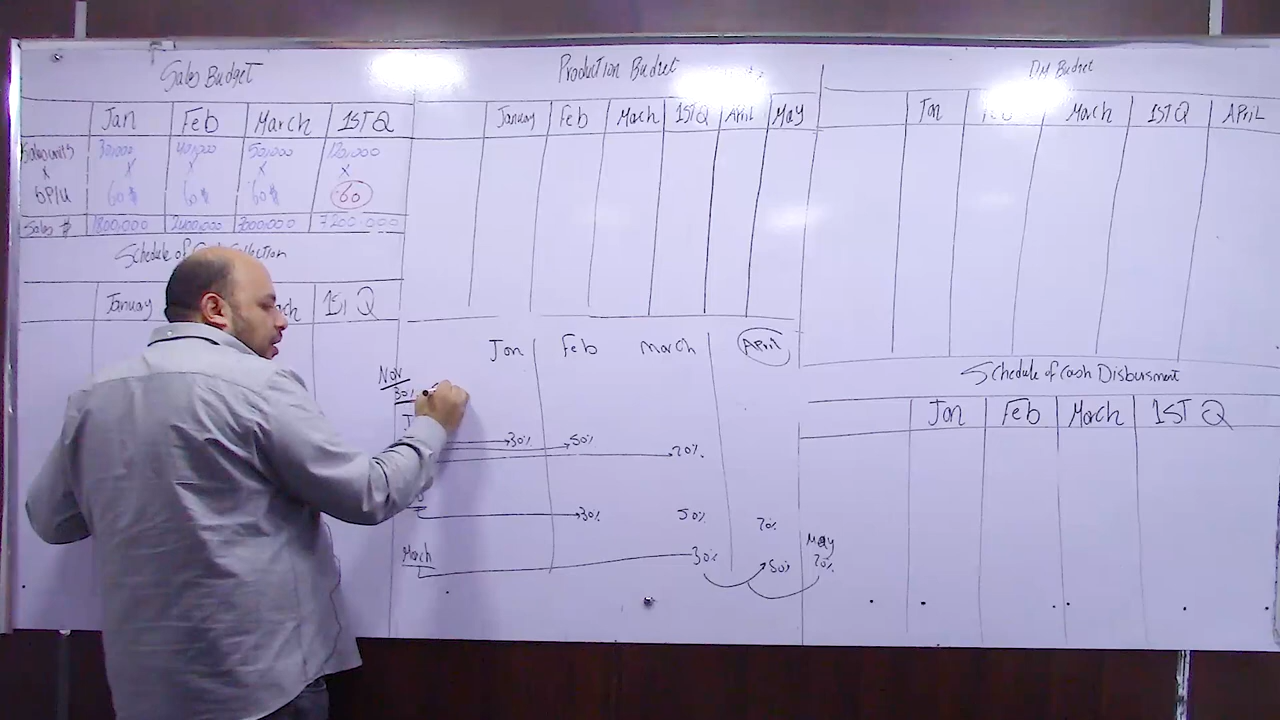 Sales Budget
Jan Feb March 1ST Q
Sales units 30,000 40,000 50,000 120,000
X X X X X
SP/U 60$ 60$ 60$ 60
Sales $ 1800,000 2400,000 3000,000 7200,000
Schedule of Collection
January 1st Q
Production Budget
January Feb March 1ST Q April May
Jan Feb March April
Nov
30%
30% 50% 20%
30% 50%
March 30% 50% May
DM Budget
Jan March 1ST Q APRIL
Schedule of Cash Disbursment
Jan Feb March 1ST Q